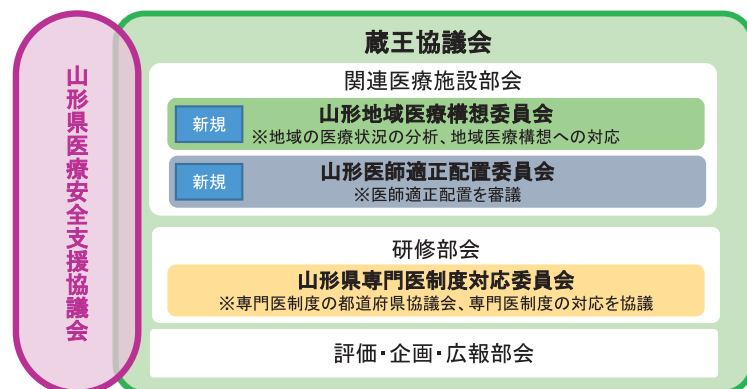 山形県医療安全支援協議会
蔵王協議会
関連医療施設部会
新規
山形地域医療構想委員会
※地域の医療状況の分析、地域医療構想への対応
新規
山形医師適正配置委員会
※医師適正配置を審議
研修部会
山形県専門医制度対応委員会
※専門医制度の都道府県協議会、専門医制度の対応を協議
評価・企画・広報部会